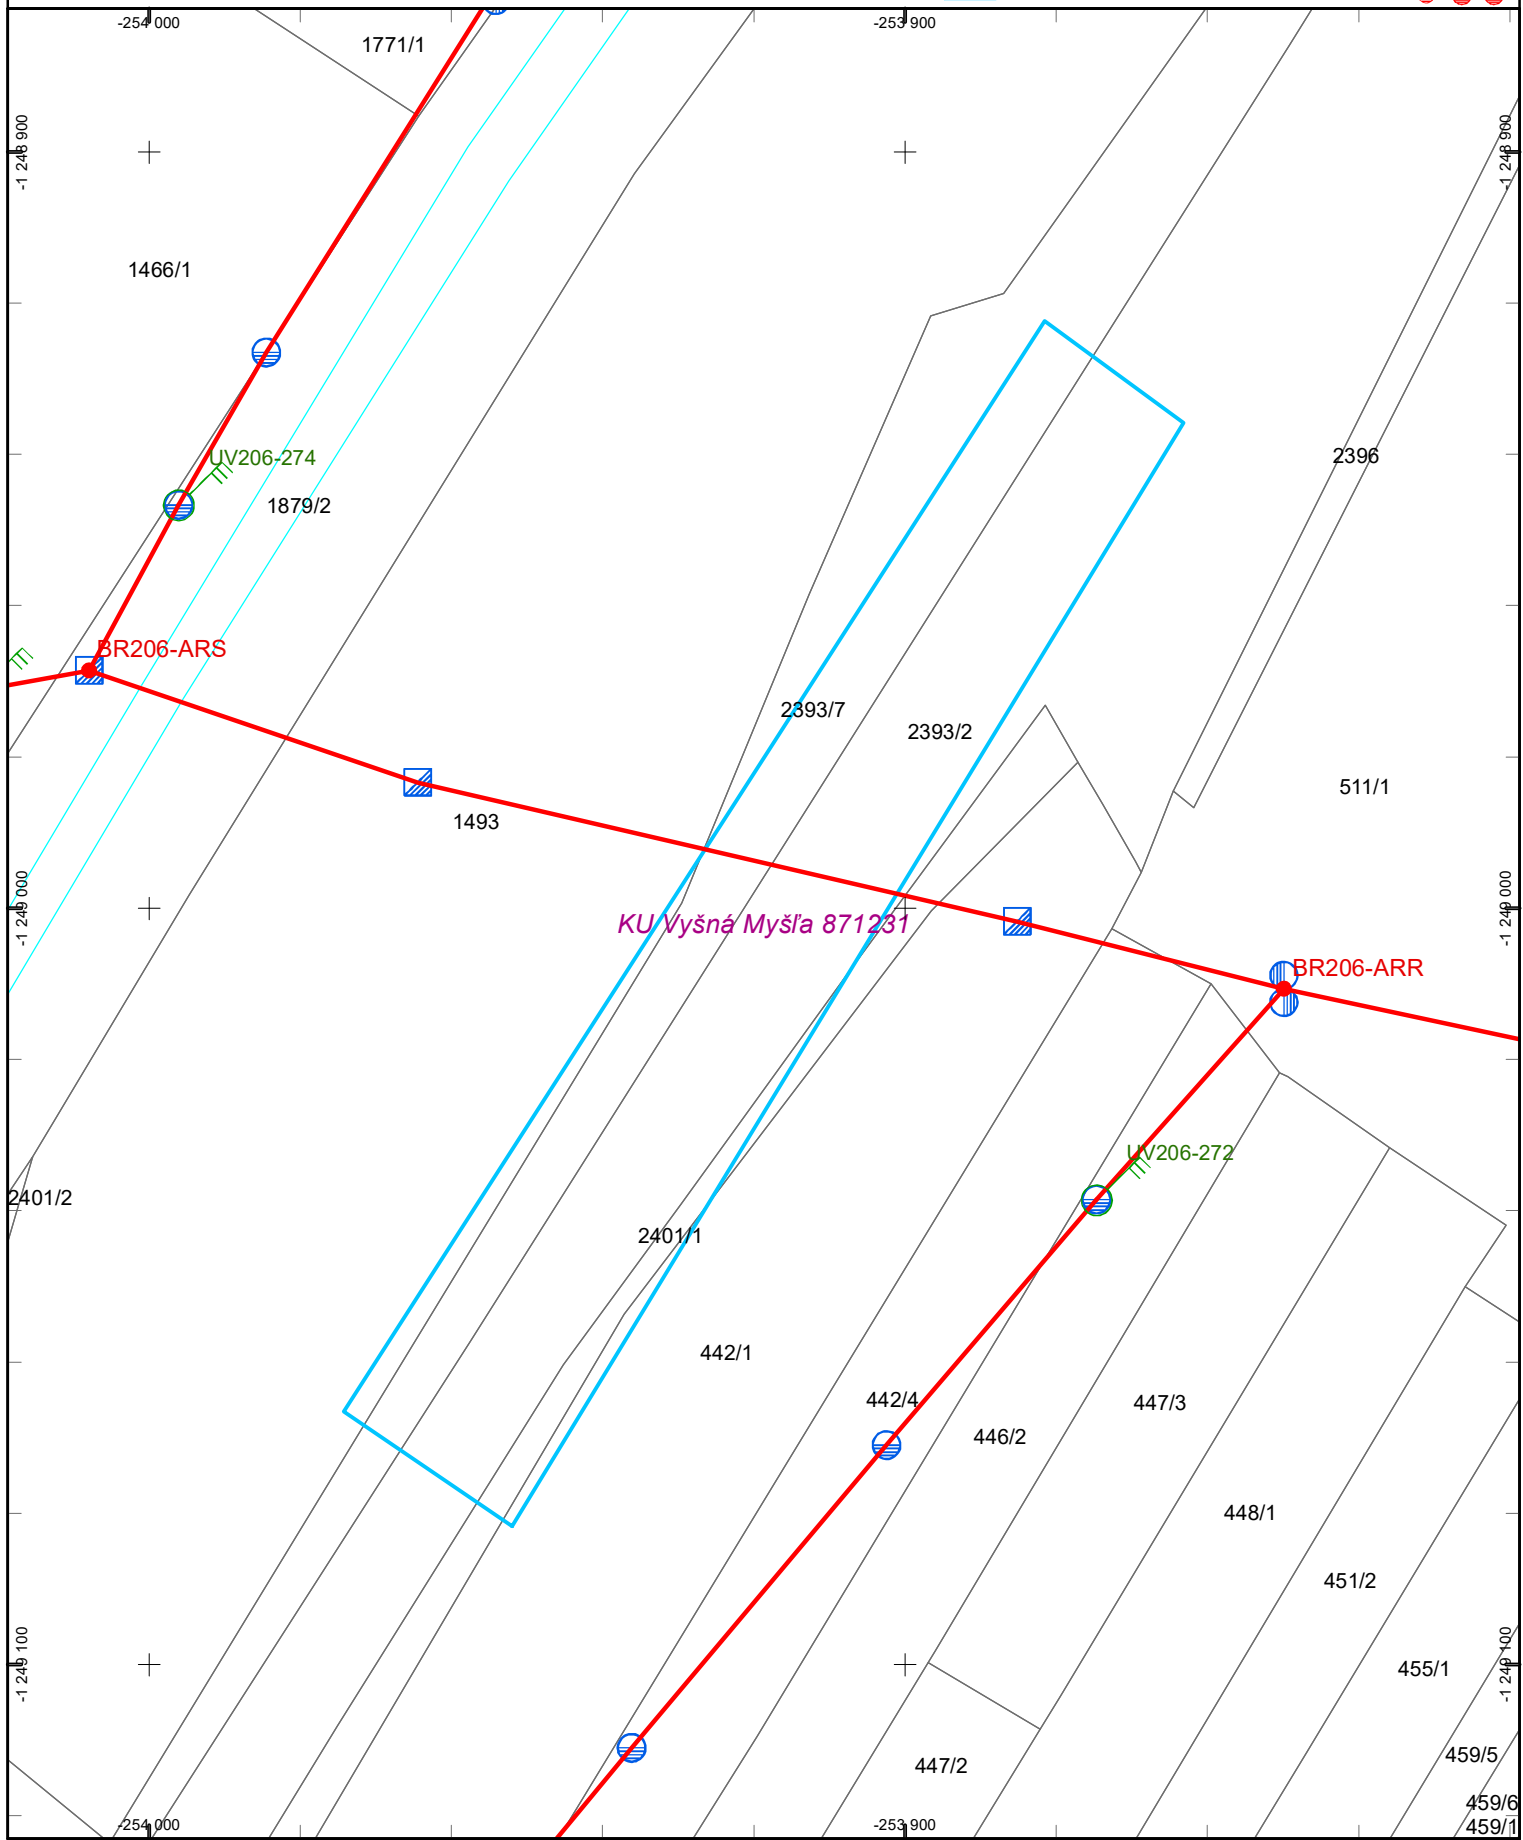 -254 000
-253 900
1771/1
-1 248 900
-1 248 900
1466/1
2396
UV206-274
1879/2
BR206-ARS
2393/7
2393/2
511/1
1493
-1 249 000
-1 249 000
KU Vyšná Myšľa 871231
BR206-ARR
UV206-272
2401/2
2401/1
442/1
442/4
447/3
446/2
448/1
451/2
-1 249 100
-1 249 100
455/1
459/5
447/2
459/6
-254 000
-253 900
459/1